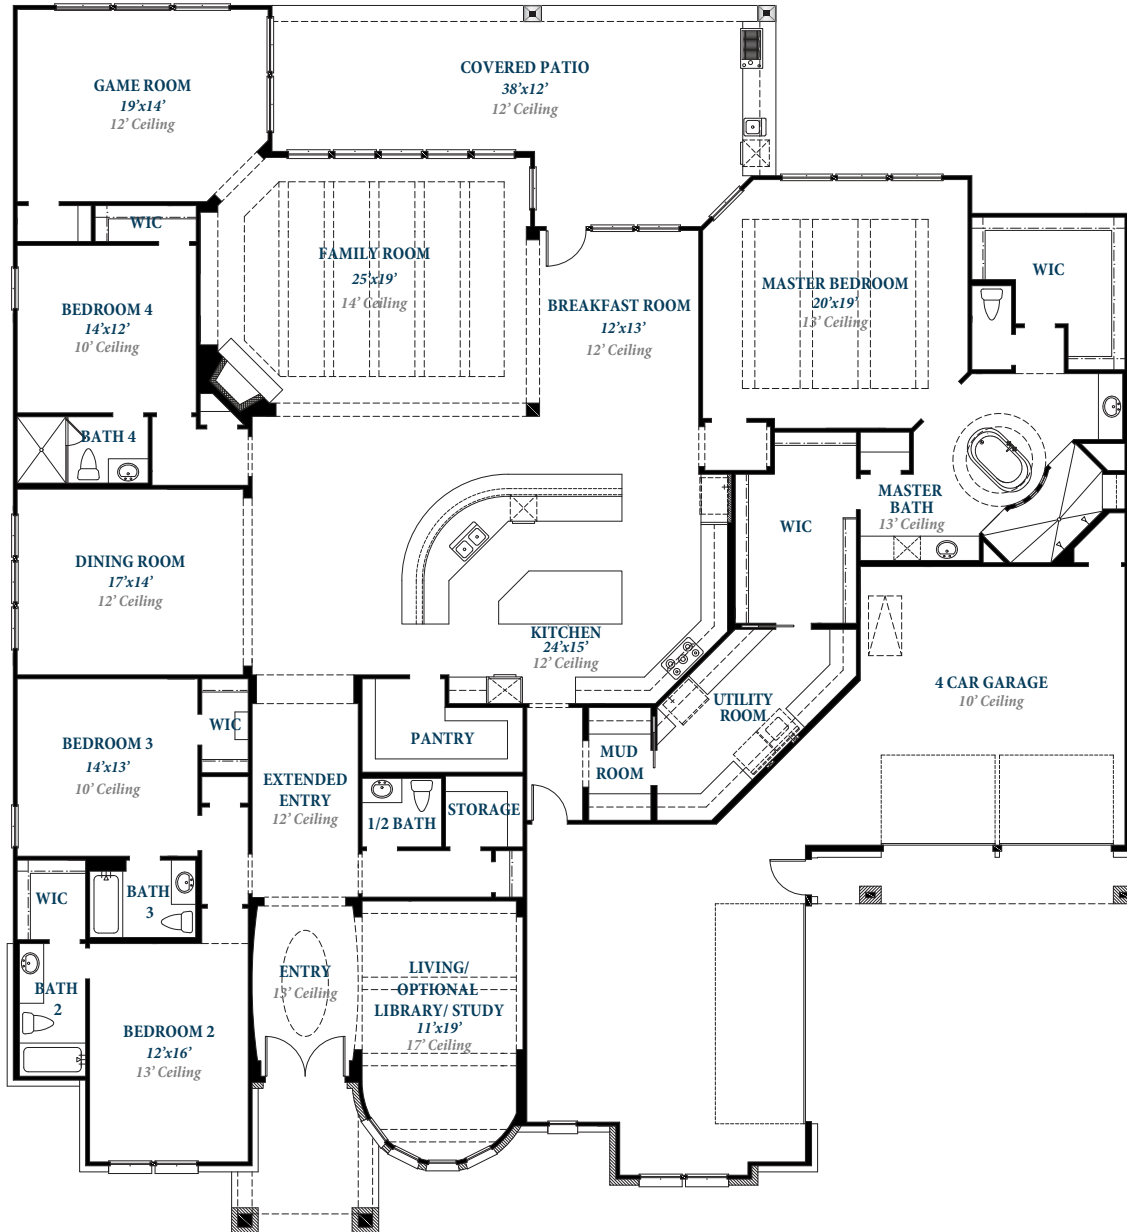 GAME ROOM
19'x14'
12' Ceiling
COVERED PATIO
38'x12'
12' Ceiling
WIC
FAMILY ROOM
25'x19'
14' Ceiling
BEDROOM 4
14'x12'
10' Ceiling
BREAKFAST ROOM
12'x13'
12' Ceiling
MASTER BEDROOM
20'x19'
13' Ceiling
WIC
BATH 4
MASTER
BATH
13' Ceiling
WIC
DINING ROOM
17'x14'
12' Ceiling
KITCHEN
24'x15'
12' Ceiling
4 CAR GARAGE
10' Ceiling
UTILITY
ROOM
WIC
BEDROOM 3
14'x13'
10' Ceiling
PANTRY
MUD
ROOM
EXTENDED
ENTRY
12' Ceiling
1/2 BATH
STORAGE
WIC
BATH
3
ENTRY
13' Ceiling
LIVING/
OPTIONAL
LIBRARY/ STUDY
11'x19'
17' Ceiling
BATH
2
BEDROOM 2
12'x16'
13' Ceiling